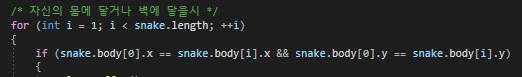 /* 자신의 몸에 닿거나 벽에 닿을시 */
for (int i = 1; i < snake.length; ++i)
{
if (snake.body[0].x == snake.body[i].x && snake.body[0].y == snake.body[i].y)
{